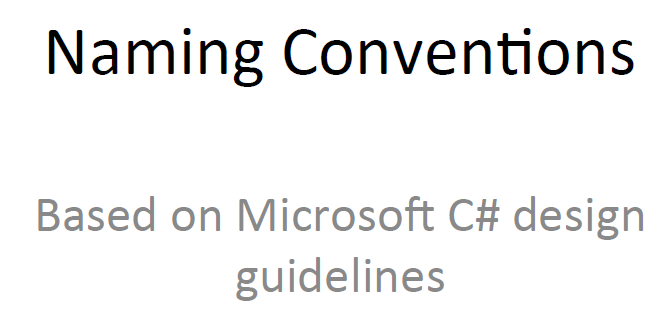 Naming Conventions
Based on Microsoft C# design
guidelines